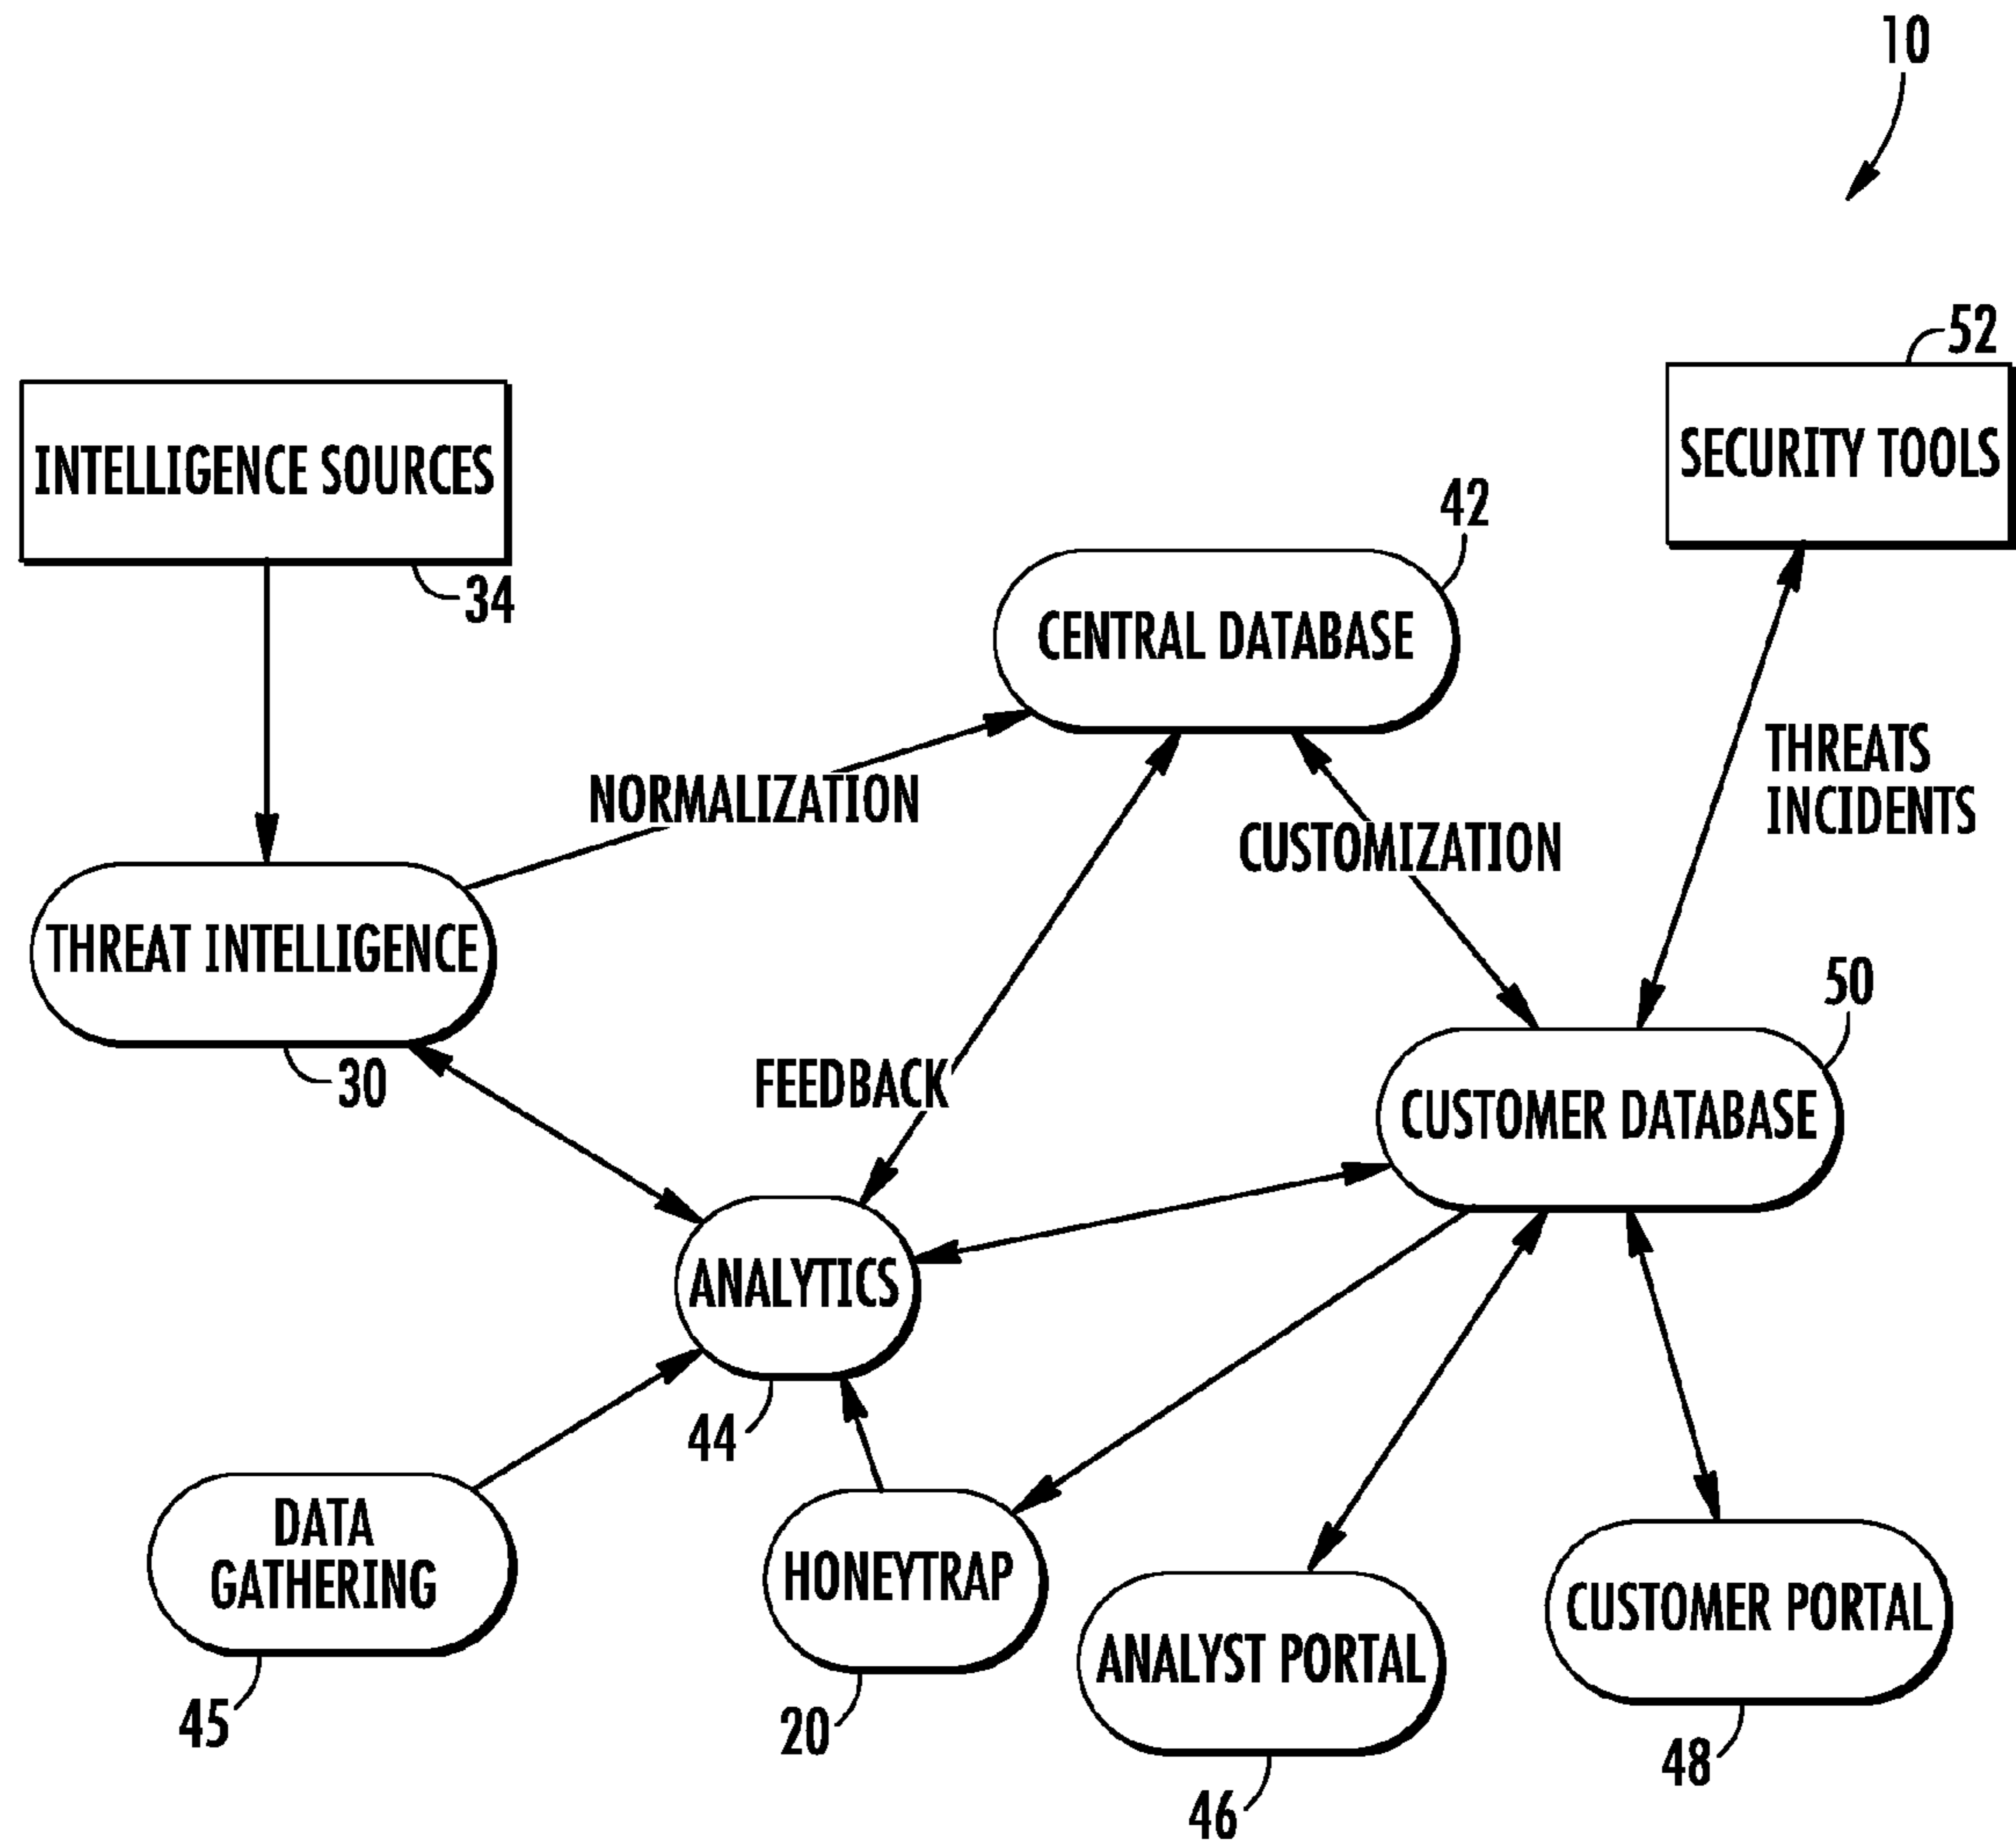 10
52
INTELLIGENCE SOURCES
SECURITY TOOLS
34
42
CENTRAL DATABASE
THREATS
INCIDENTS
NORMALIZATION
CUSTOMIZATION
THREAT INTELLIGENCE
30
50
FEEDBACK
CUSTOMER DATABASE
ANALYTICS
44
DATA
GATHERING
45
HONEYTRAP
20
ANALYST PORTAL
46
CUSTOMER PORTAL
48